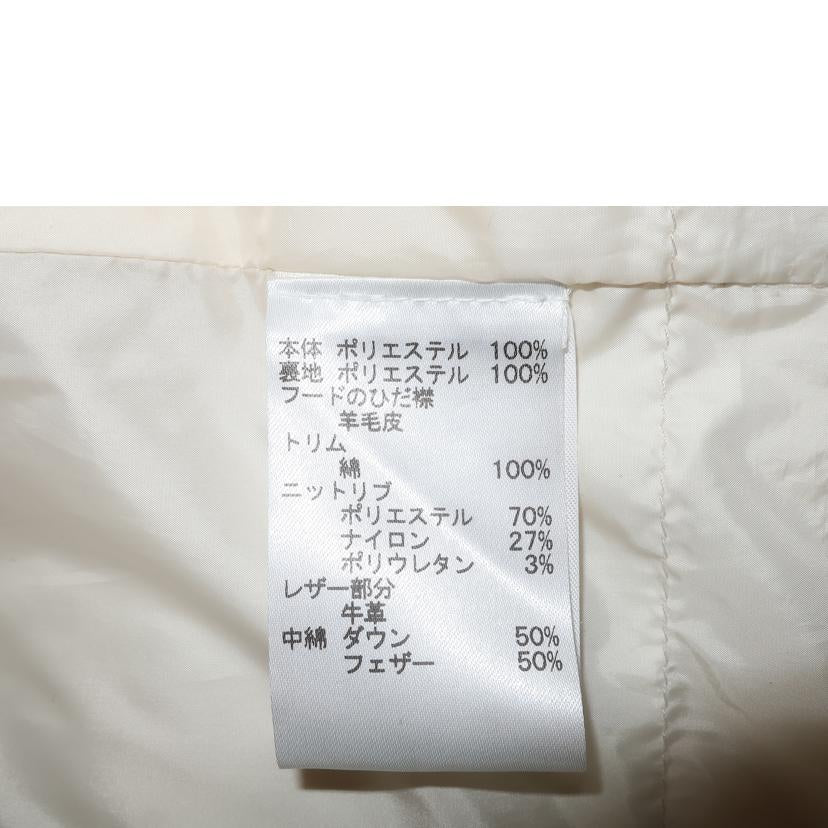 本体 ポリエステル 100%
裏地 ポリエステル 100%
フードのひだ襟
羊毛皮
トリム
綿 100%
ニットリブ
ポリエステル 70%
ナイロン 27%
ポリウレタン 3%
レザー部分
牛革
中綿 ダウン 50%
フェザー 50%